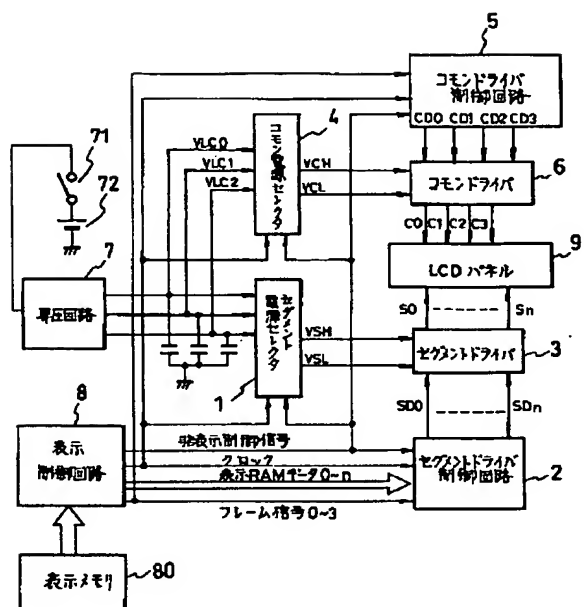 5
コモンドライバ
制御回路
CD0 CD1 CD2 CD3
4
コモン電源セレクタ
VLC0
VLC1
VLC2
VCH
VCL
6
コモンドライバ
C0 C1 C2 C3
9
LCDパネル
S0 Sn
71
72
7
昇圧回路
セグメント
電源セレクタ
1
VSH
VSL
セグメントドライバ
3
SD0 SDn
8
表示
制御回路
非表示制御信号
クロック
表示RAMデータ0~n
フレーム信号0~3
セグメントドライバ
制御回路
2
表示メモリ
80